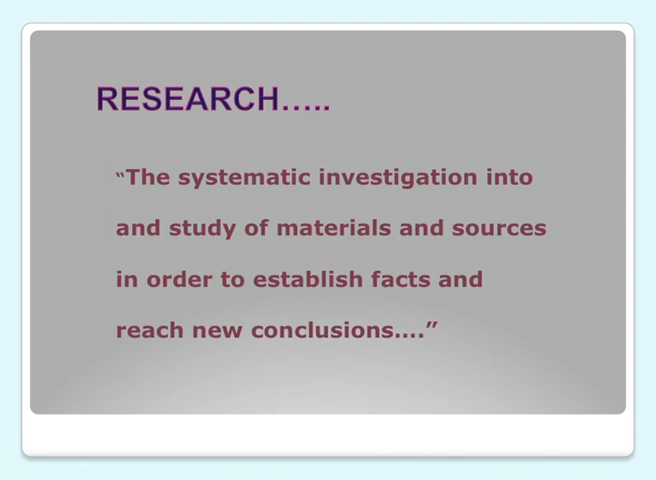 RESEARCH…..
“The systematic investigation into
and study of materials and sources
in order to establish facts and
reach new conclusions….”